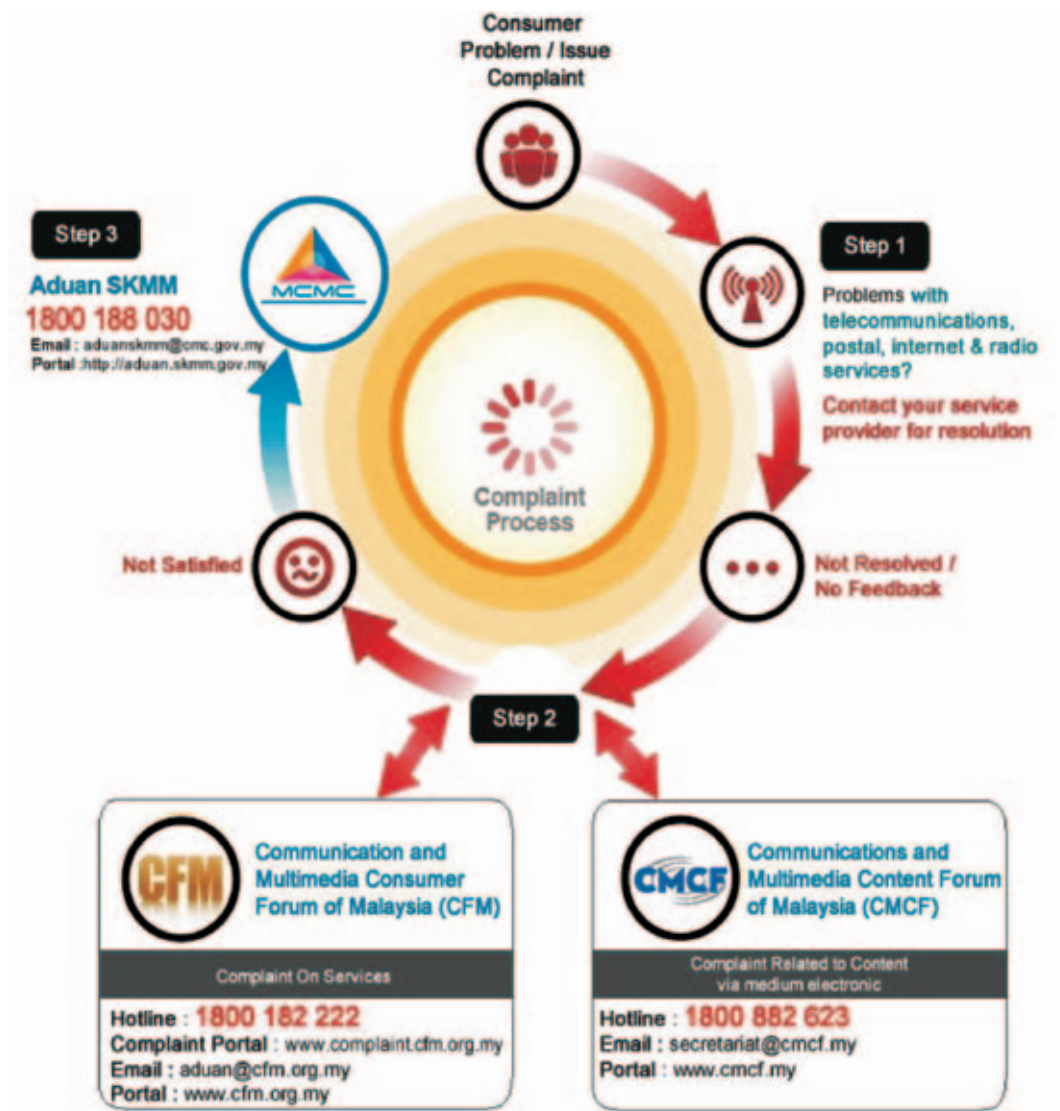 Consumer
Problem / Issue
Complaint
Step 1
Problems with
telecommunications,
postal, internet & radio
services?
Contact your service
provider for resolution
Not Resolved /
No Feedback
Step 2
Not Satisfied
Step 3
Aduan SKMM
1800 188 030
Email : aduanskmm@cmc.gov.my
Portal :http://aduan.skmm.gov.my
MCMC
Complaint
Process
CFM
Communication and
Multimedia Consumer
Forum of Malaysia (CFM)
Complaint On Services
Hotline : 1800 182 222
Complaint Portal : www.complaint.cfm.org.my
Email : aduan@cfm.org.my
Portal : www.cfm.org.my
CMCF
Communications and
Multimedia Content Forum
of Malaysia (CMCF)
Complaint Related to Content
via medium electronic
Hotline : 1800 882 623
Email : secretariat@cmcf.my
Portal : www.cmcf.my